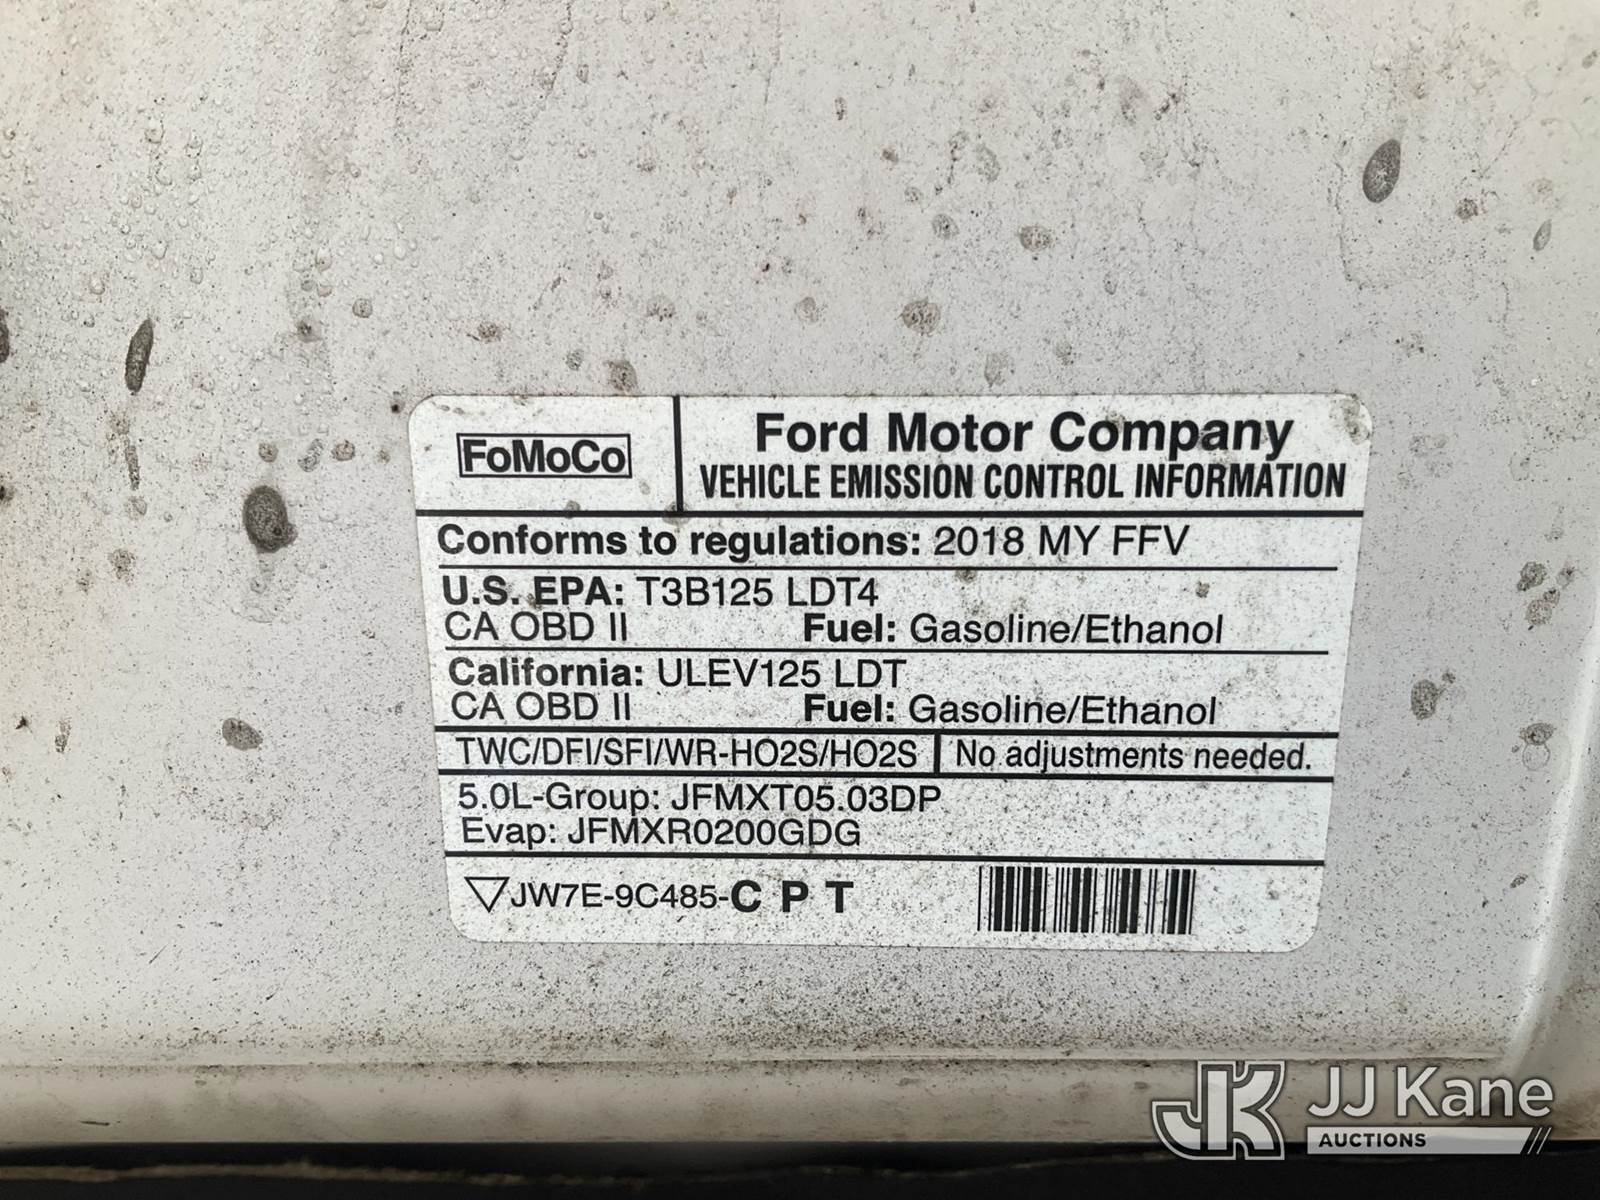 FoMoCo
Ford Motor Company
VEHICLE EMISSION CONTROL INFORMATION
Conforms to regulations: 2018 MY FFV
U.S. EPA: T3B125 LDT4
CA OBD II Fuel: Gasoline/Ethanol
California: ULEV125 LDT
CA OBD II Fuel: Gasoline/Ethanol
TWC/DFI/SFI/WR-HO2S/HO2S No adjustments needed.
5.0L-Group: JFMXT05.03DP
Evap: JFMXR0200GDG
JW7E-9C485-C P T
JK JJ Kane
AUCTIONS